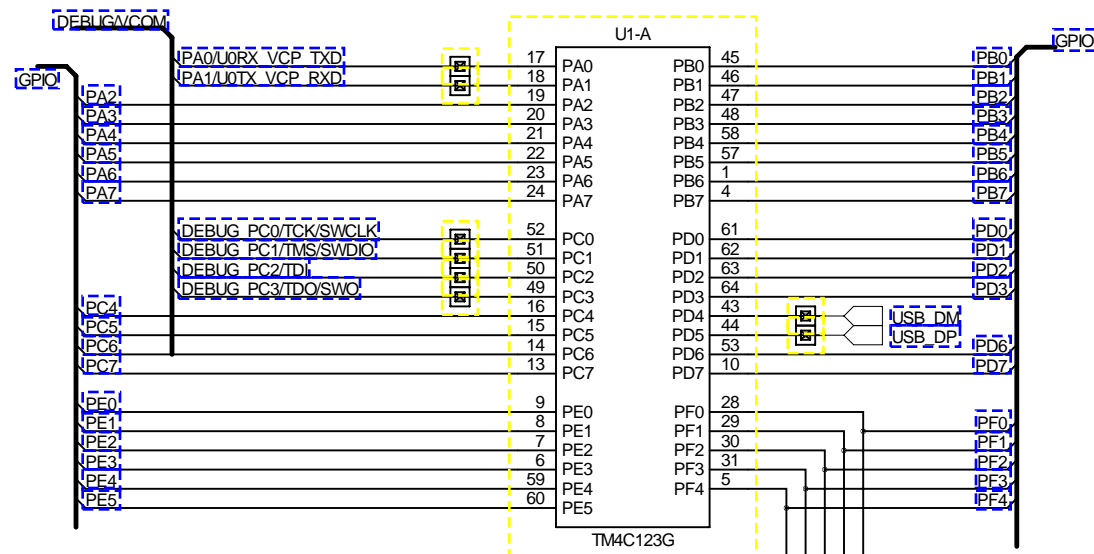 DEBUG/VCOM
U1-A
GPIO
GPIO
PA0/U0RX_VCP_TXD 17 PA0 PB0 45 PB0
PA1/U0TX_VCP_RXD 18 PA1 PB1 46 PB1
PA2 19 PA2 PB2 47 PB2
PA3 20 PA3 PB3 48 PB3
PA4 21 PA4 PB4 58 PB4
PA5 22 PA5 PB5 57 PB5
PA6 23 PA6 PB6 1 PB6
PA7 24 PA7 PB7 4 PB7
DEBUG_PC0/TCK/SWCLK 52 PC0 PD0 61 PD0
DEBUG_PC1/TMS/SWDIO 51 PC1 PD1 62 PD1
DEBUG_PC2/TDI 50 PC2 PD2 63 PD2
DEBUG_PC3/TDO/SWO 49 PC3 PD3 64 PD3
PC4 16 PC4 PD4 43 USB_DM
PC5 15 PC5 PD5 44 USB_DP
PC6 14 PC6 PD6 53 PD6
PC7 13 PC7 PD7 10 PD7
PE0 9 PE0 PF0 28 PF0
PE1 8 PE1 PF1 29 PF1
PE2 7 PE2 PF2 30 PF2
PE3 6 PE3 PF3 31 PF3
PE4 59 PE4 PF4 5 PF4
PE5 60 PE5
TM4C123G